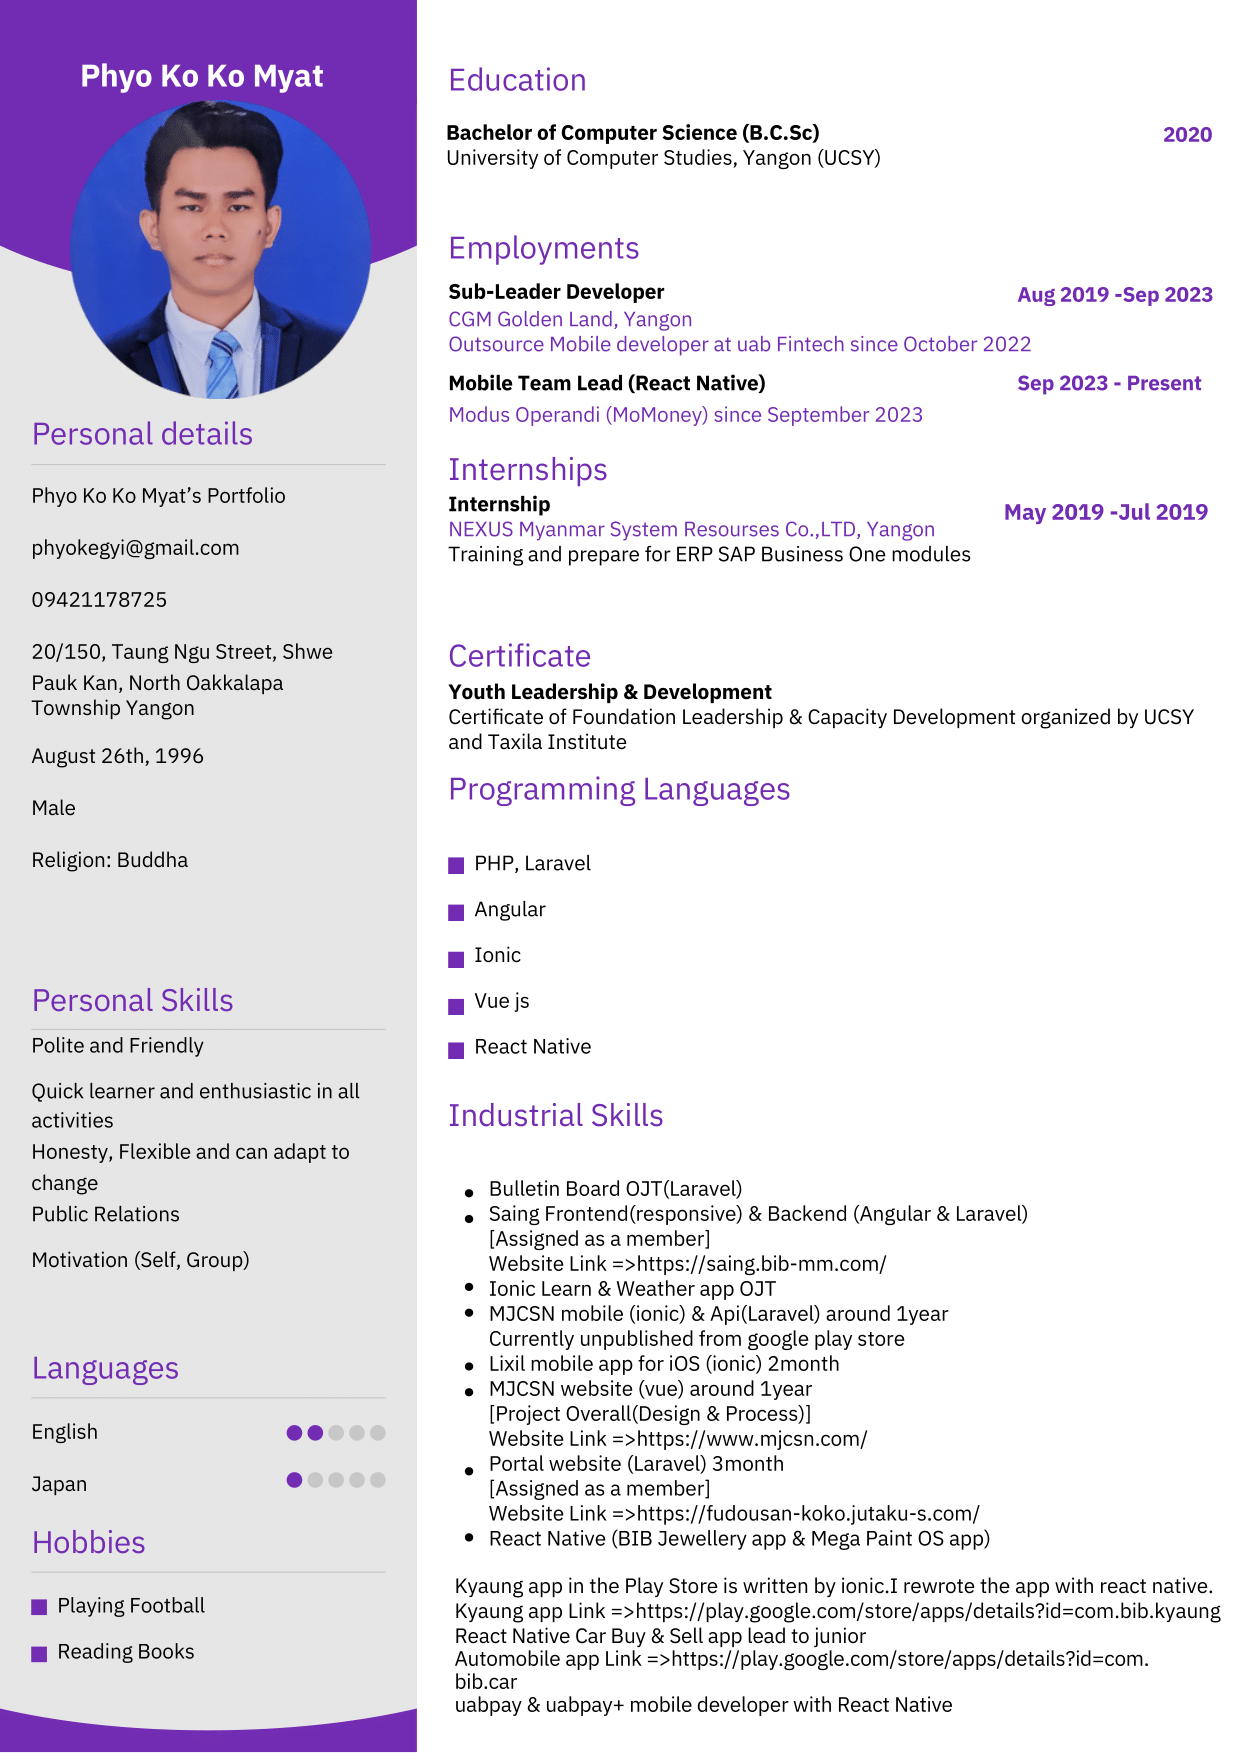 Phyo Ko Ko Myat
Personal details
Phyo Ko Ko Myat’s Portfolio
phyokegyi@gmail.com
09421178725
20/150, Taung Ngu Street, Shwe
Pauk Kan, North Oakkalapa
Township Yangon
August 26th, 1996
Male
Religion: Buddha
Personal Skills
Polite and Friendly
Quick learner and enthusiastic in all
activities
Honesty, Flexible and can adapt to
change
Public Relations
Motivation (Self, Group)
Languages
English
Japan
Hobbies
Playing Football
Reading Books
Education
Bachelor of Computer Science (B.C.Sc) 2020
University of Computer Studies, Yangon (UCSY)
Employments
Sub-Leader Developer Aug 2019 -Sep 2023
CGM Golden Land, Yangon
Outsource Mobile developer at uab Fintech since October 2022
Mobile Team Lead (React Native) Sep 2023 - Present
Modus Operandi (MoMoney) since September 2023
Internships
Internship May 2019 -Jul 2019
NEXUS Myanmar System Resourses Co.,LTD, Yangon
Training and prepare for ERP SAP Business One modules
Certificate
Youth Leadership & Development
Certificate of Foundation Leadership & Capacity Development organized by UCSY
and Taxila Institute
Programming Languages
PHP, Laravel
Angular
Ionic
Vue js
React Native
Industrial Skills
Bulletin Board OJT(Laravel)
Saing Frontend(responsive) & Backend (Angular & Laravel)
[Assigned as a member]
Website Link =>https://saing.bib-mm.com/
Ionic Learn & Weather app OJT
MJCSN mobile (ionic) & Api(Laravel) around 1year
Currently unpublished from google play store
Lixil mobile app for iOS (ionic) 2month
MJCSN website (vue) around 1year
[Project Overall(Design & Process)]
Website Link =>https://www.mjcsn.com/
Portal website (Laravel) 3month
[Assigned as a member]
Website Link =>https://fudousan-koko.jutaku-s.com/
React Native (BIB Jewellery app & Mega Paint OS app)
Kyaung app in the Play Store is written by ionic.I rewrote the app with react native.
Kyaung app Link =>https://play.google.com/store/apps/details?id=com.bib.kyaung
React Native Car Buy & Sell app lead to junior
Automobile app Link =>https://play.google.com/store/apps/details?id=com.
bib.car
uabpay & uabpay+ mobile developer with React Native